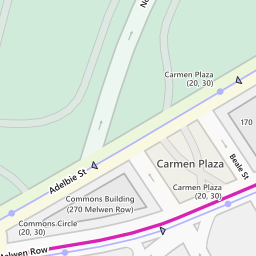 No
Carmen Plaza
(20, 30)
170
Carmen Plaza
Beale St
Adelbie St
Carmen Plaza
(20, 30)
Commons Building
(270 Melwen Row)
Commons Circle
(20, 30)
Melwen Row